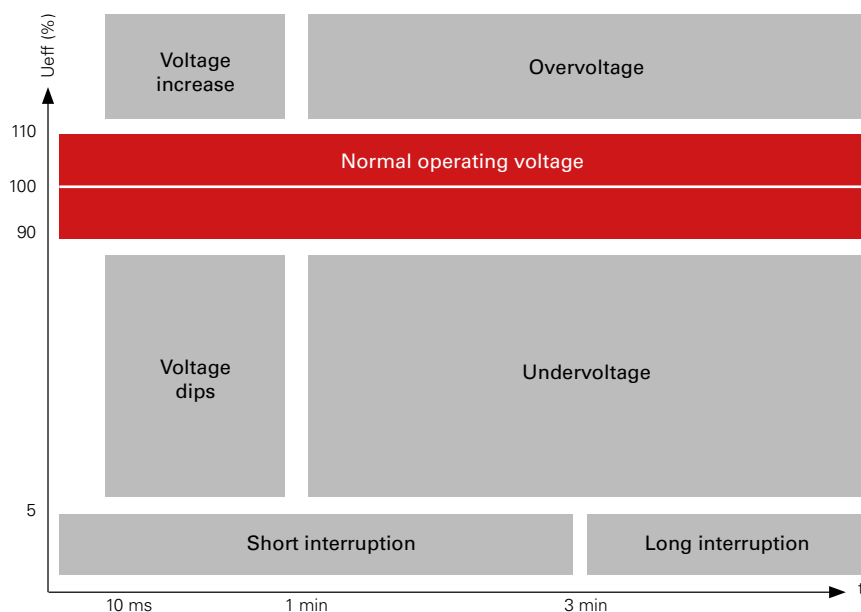 Ueff (%)
Voltage
increase
Overvoltage
110
Normal operating voltage
100
90
Voltage
dips
Undervoltage
5
Short interruption
Long interruption
t
10 ms
1 min
3 min